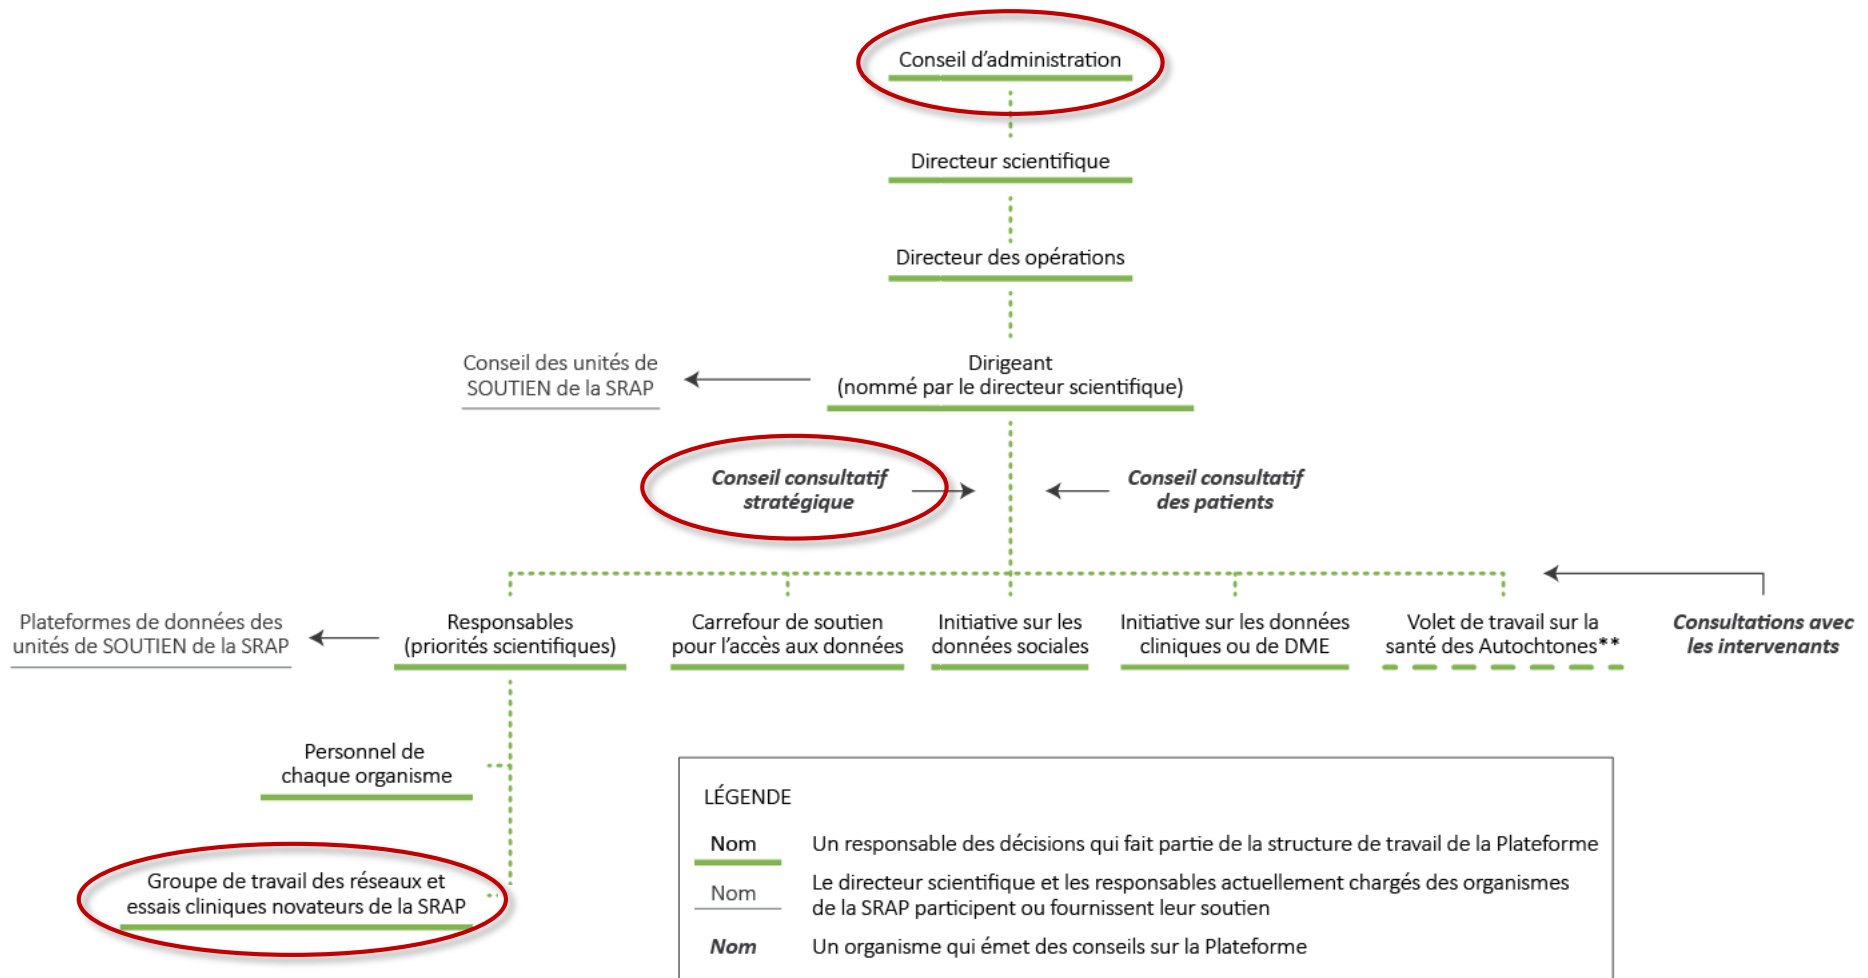 Conseil d’administration
Directeur scientifique
Directeur des opérations
Conseil des unités de
SOUTIEN de la SRAP
Dirigeant
(nommé par le directeur scientifique)
Conseil consultatif
stratégique
Conseil consultatif
des patients
Plateformes de données des
unités de SOUTIEN de la SRAP
Responsables
(priorités scientifiques)
Carrefour de soutien
pour l’accès aux données
Initiative sur les
données sociales
Initiative sur les données
cliniques ou de DME
Volet de travail sur la
santé des Autochtones**
Consultations avec
les intervenants
Personnel de
chaque organisme
Groupe de travail des réseaux et
essais cliniques novateurs de la SRAP
LÉGENDE
Nom Un responsable des décisions qui fait partie de la structure de travail de la Plateforme
Nom Le directeur scientifique et les responsables actuellement chargés des organismes
de la SRAP participent ou fournissent leur soutien
Nom Un organisme qui émet des conseils sur la Plateforme